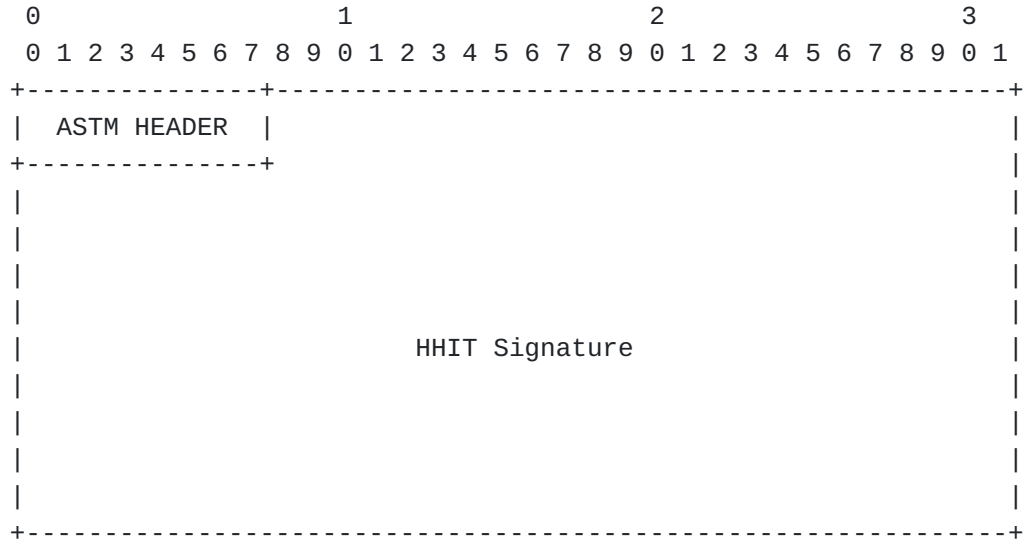 0                   1                   2                   3
 0 1 2 3 4 5 6 7 8 9 0 1 2 3 4 5 6 7 8 9 0 1 2 3 4 5 6 7 8 9 0 1
+---------------+-----------------------------------------------+
|  ASTM HEADER  |                                               |
+---------------+                                               |
|                                                               |
|                                                               |
|                                                               |
|                                                               |
|                         HHIT Signature                        |
|                                                               |
|                                                               |
|                                                               |
|                                                               |
+---------------------------------------------------------------+